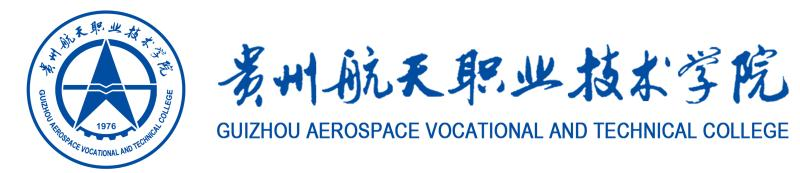 贵州航天职业技术学院
1976
GUIZHOU AEROSPACE VOCATIONAL AND TECHNICAL COLLEGE
贵州航天职业技术学院
GUIZHOU AEROSPACE VOCATIONAL AND TECHNICAL COLLEGE